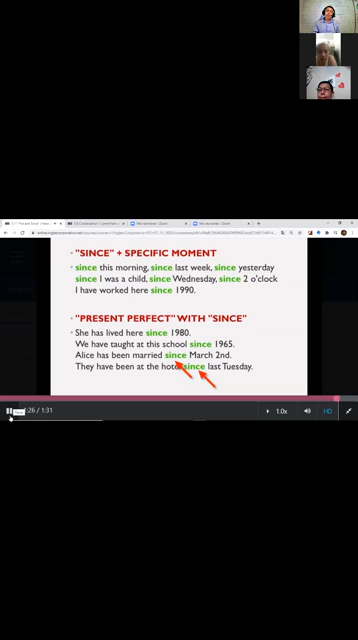 "SINCE" + SPECIFIC MOMENT
since this morning, since last week, since yesterday
since I was a child, since Wednesday, since 2 o'clock
I have worked here since 1990.
"PRESENT PERFECT" WITH "SINCE"
She has lived here since 1980.
We have taught at this school since 1965.
Alice has been married since March 2nd.
They have been at the hotel since last Tuesday.
:26 / 1:31
1.0x
HD